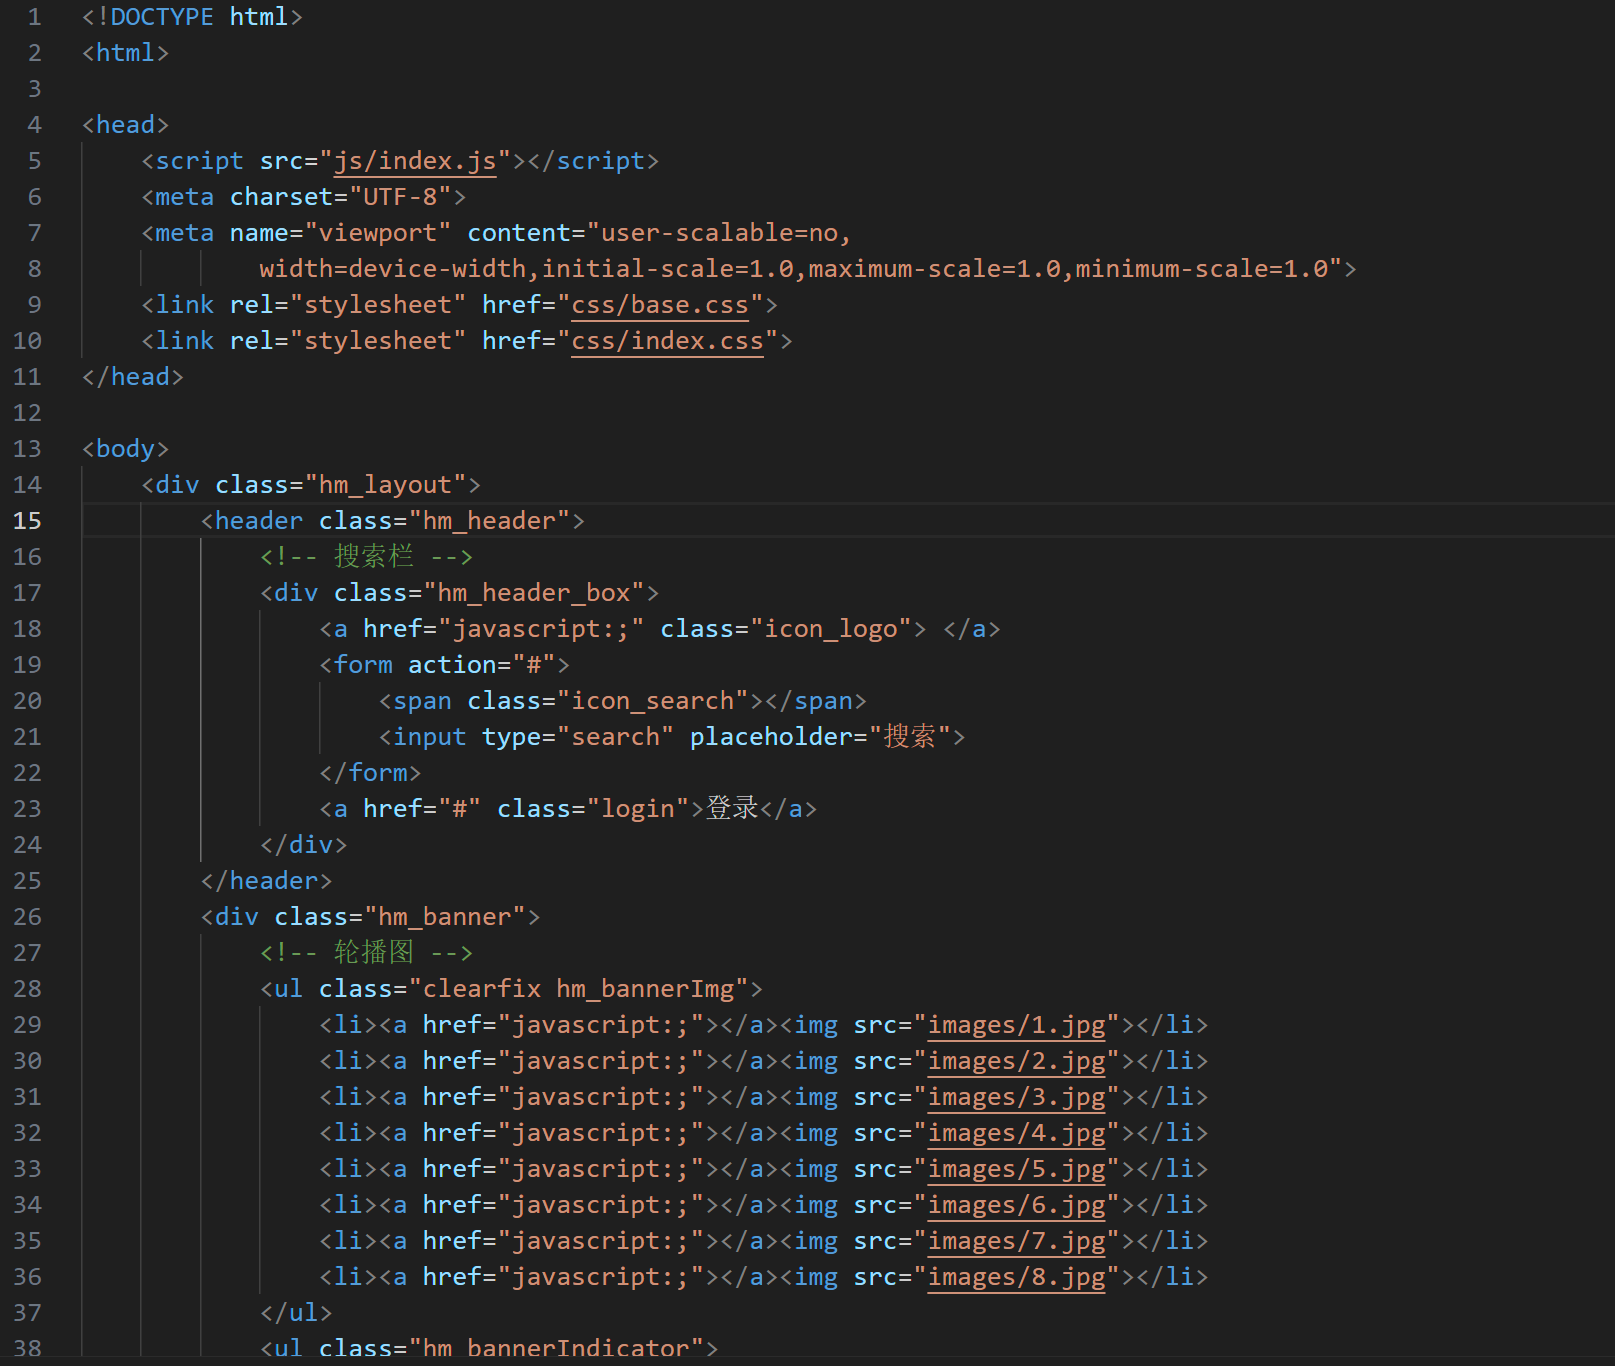 1 <!DOCTYPE html>
2 <html>
3
4 <head>
5     <script src="js/index.js"></script>
6     <meta charset="UTF-8">
7     <meta name="viewport" content="user-scalable=no,
8             width=device-width,initial-scale=1.0,maximum-scale=1.0,minimum-scale=1.0">
9     <link rel="stylesheet" href="css/base.css">
10     <link rel="stylesheet" href="css/index.css">
11 </head>
12
13 <body>
14     <div class="hm_layout">
15         <header class="hm_header">
16             <!-- 搜索栏 -->
17             <div class="hm_header_box">
18                 <a href="javascript:;" class="icon_logo"> </a>
19                 <form action="#">
20                     <span class="icon_search"></span>
21                     <input type="search" placeholder="搜索">
22                 </form>
23                 <a href="#" class="login">登录</a>
24             </div>
25         </header>
26         <div class="hm_banner">
27             <!-- 轮播图 -->
28             <ul class="clearfix hm_bannerImg">
29                 <li><a href="javascript:;"></a><img src="images/1.jpg"></li>
30                 <li><a href="javascript:;"></a><img src="images/2.jpg"></li>
31                 <li><a href="javascript:;"></a><img src="images/3.jpg"></li>
32                 <li><a href="javascript:;"></a><img src="images/4.jpg"></li>
33                 <li><a href="javascript:;"></a><img src="images/5.jpg"></li>
34                 <li><a href="javascript:;"></a><img src="images/6.jpg"></li>
35                 <li><a href="javascript:;"></a><img src="images/7.jpg"></li>
36                 <li><a href="javascript:;"></a><img src="images/8.jpg"></li>
37             </ul>
38             <ul class="hm_bannerIndicator">